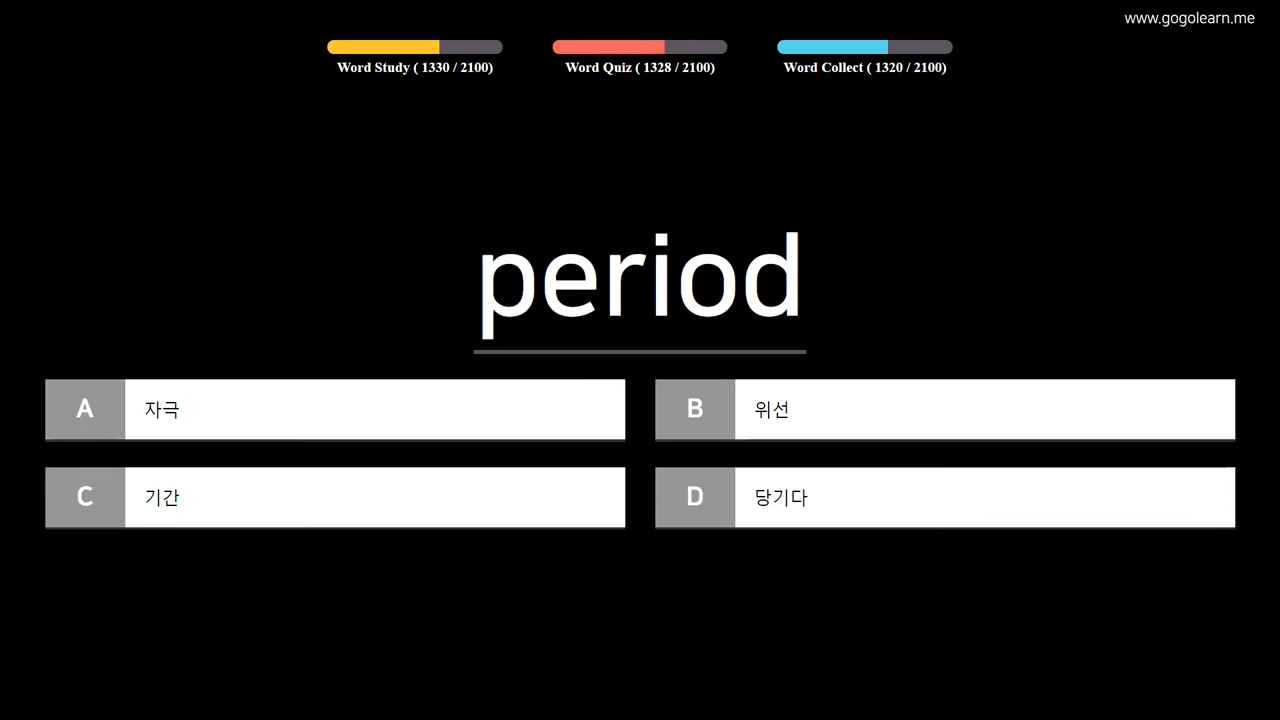 www.gogolearn.me
Word Study ( 1330 / 2100)
Word Quiz ( 1328 / 2100)
Word Collect ( 1320 / 2100)
period
A 자극
B 위선
C 기간
D 당기다